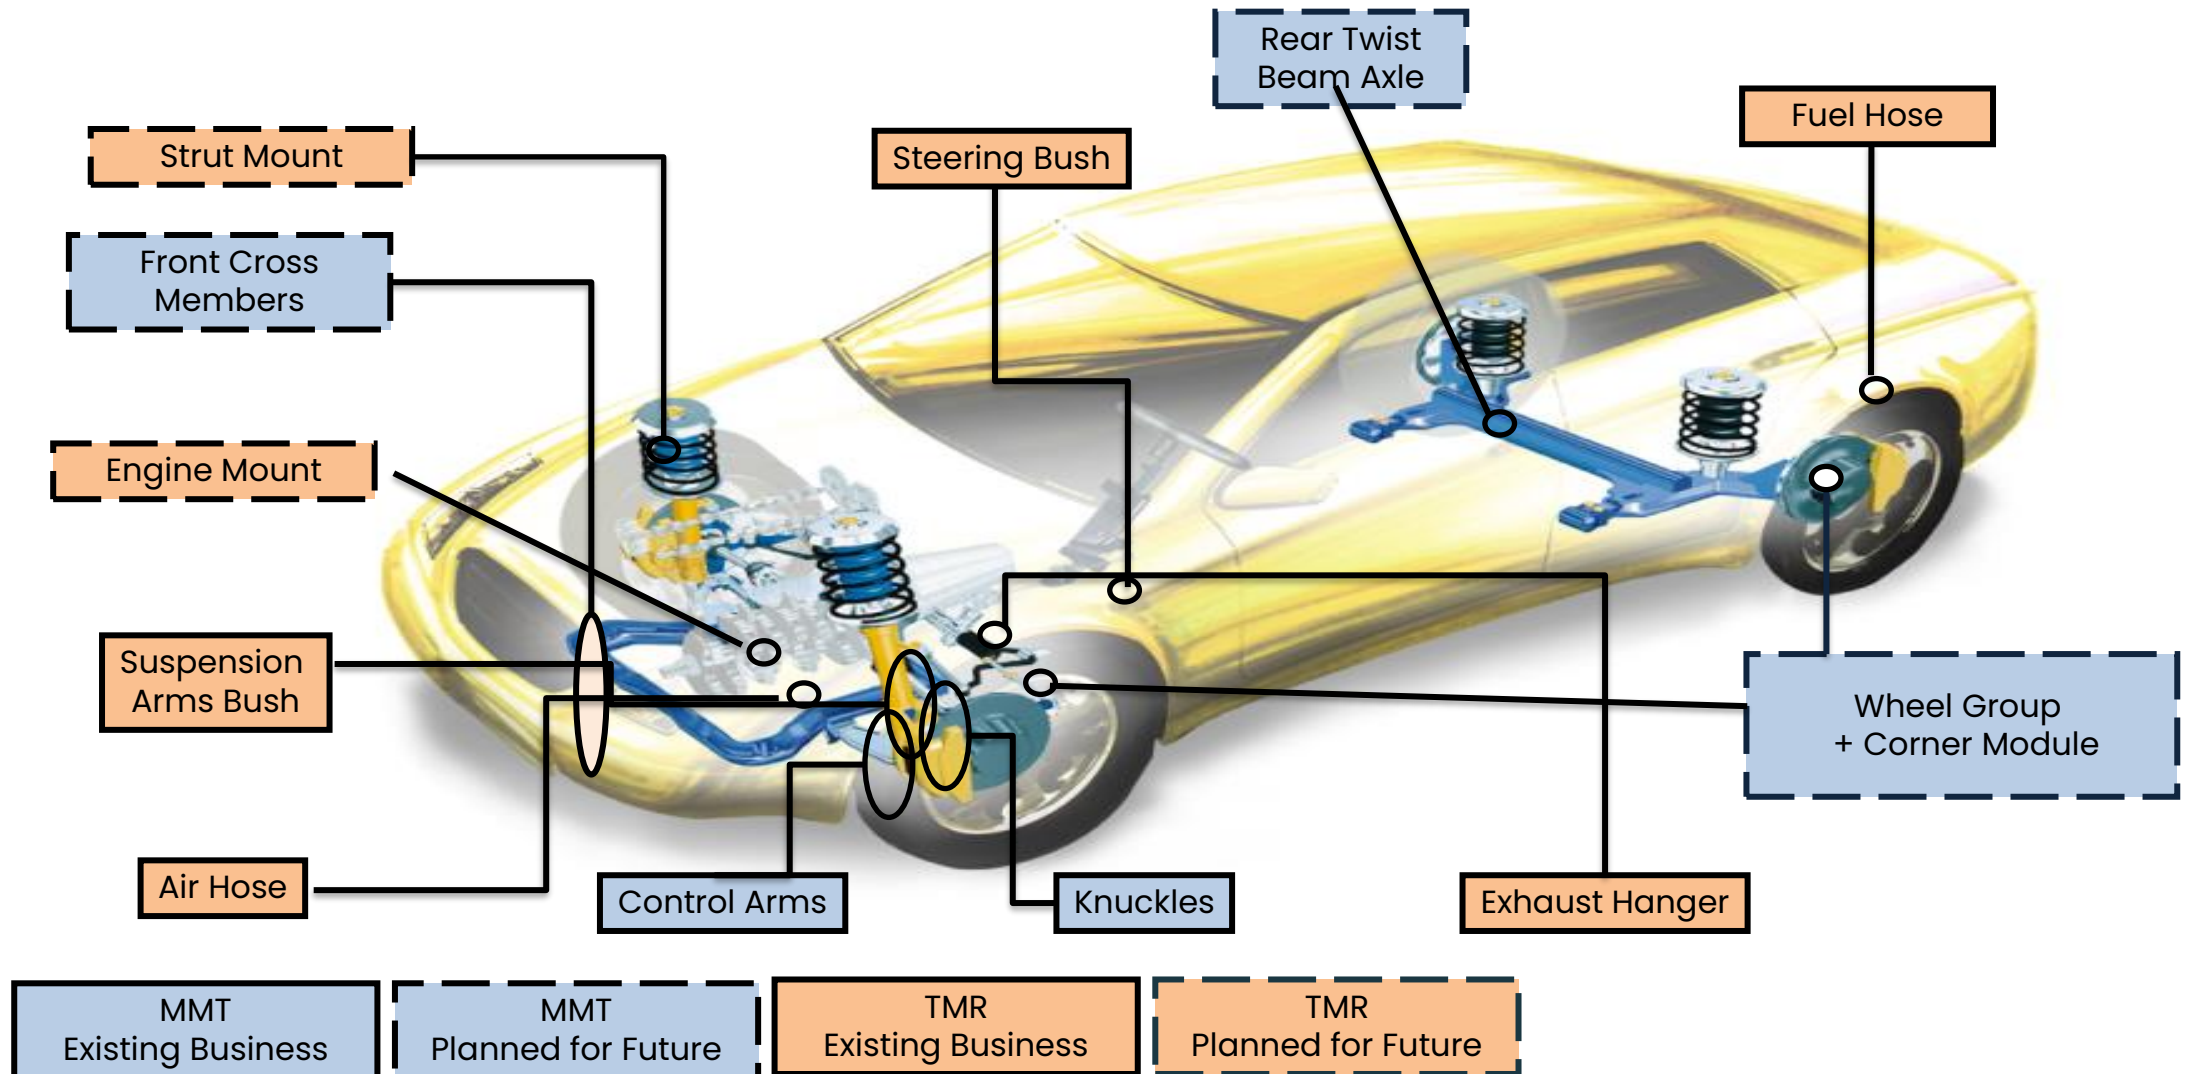 Rear Twist
Beam Axle
Fuel Hose
Strut Mount
Steering Bush
Front Cross
Members
Engine Mount
Suspension
Arms Bush
Wheel Group
+ Corner Module
Air Hose
Control Arms
Knuckles
Exhaust Hanger
MMT
Existing Business
MMT
Planned for Future
TMR
Existing Business
TMR
Planned for Future